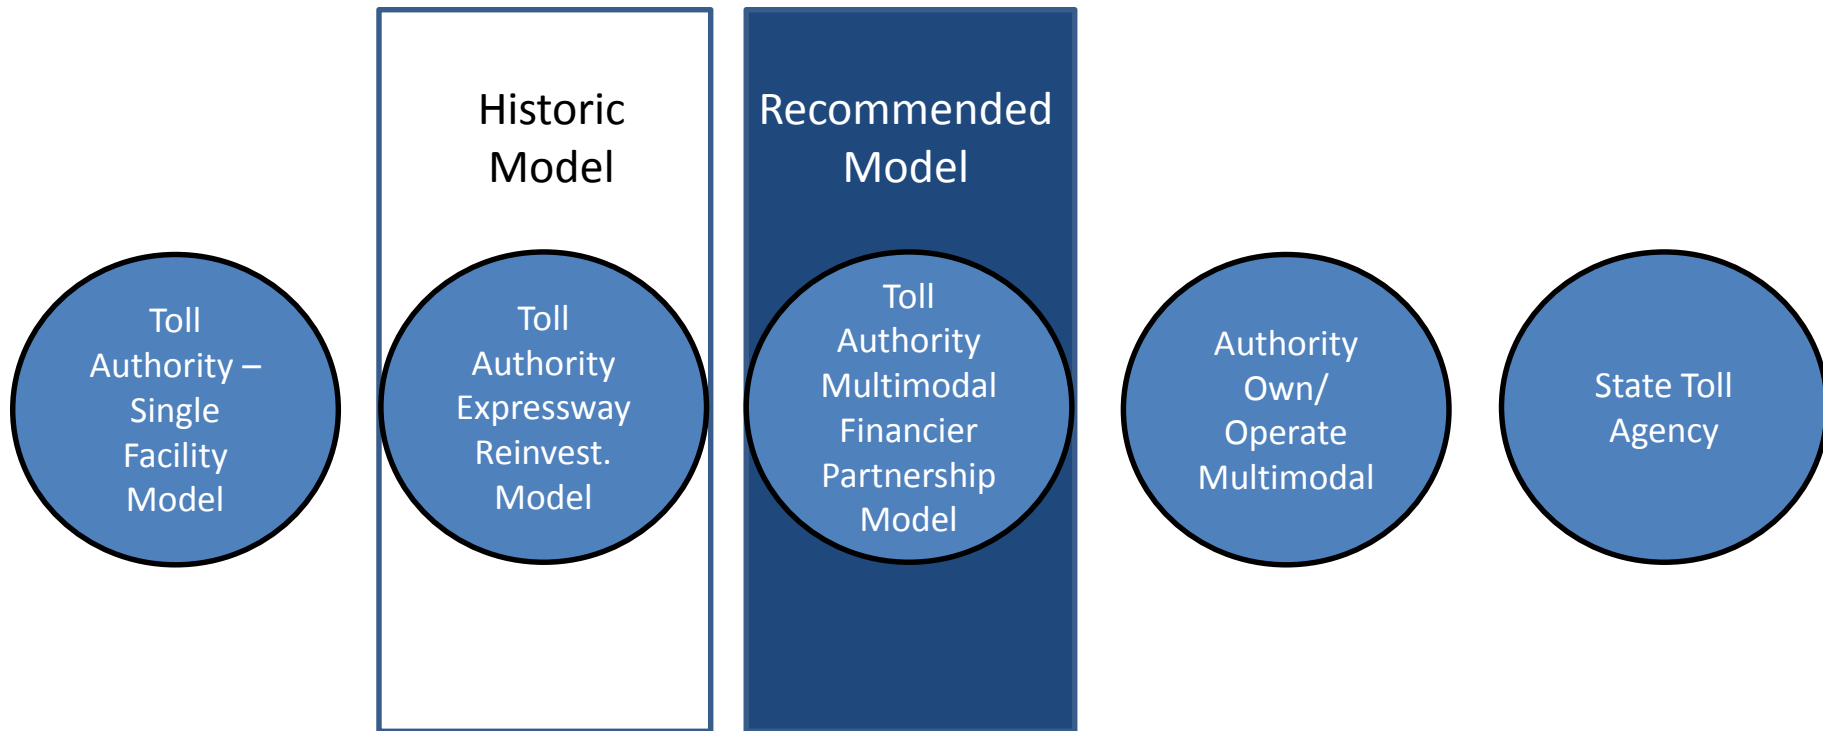 Historic
Model
Recommended
Model
Toll
Authority –
Single
Facility
Model
Toll
Authority
Expressway
Reinvest.
Model
Toll
Authority
Multimodal
Financier
Partnership
Model
Authority
Own/
Operate
Multimodal
State Toll
Agency